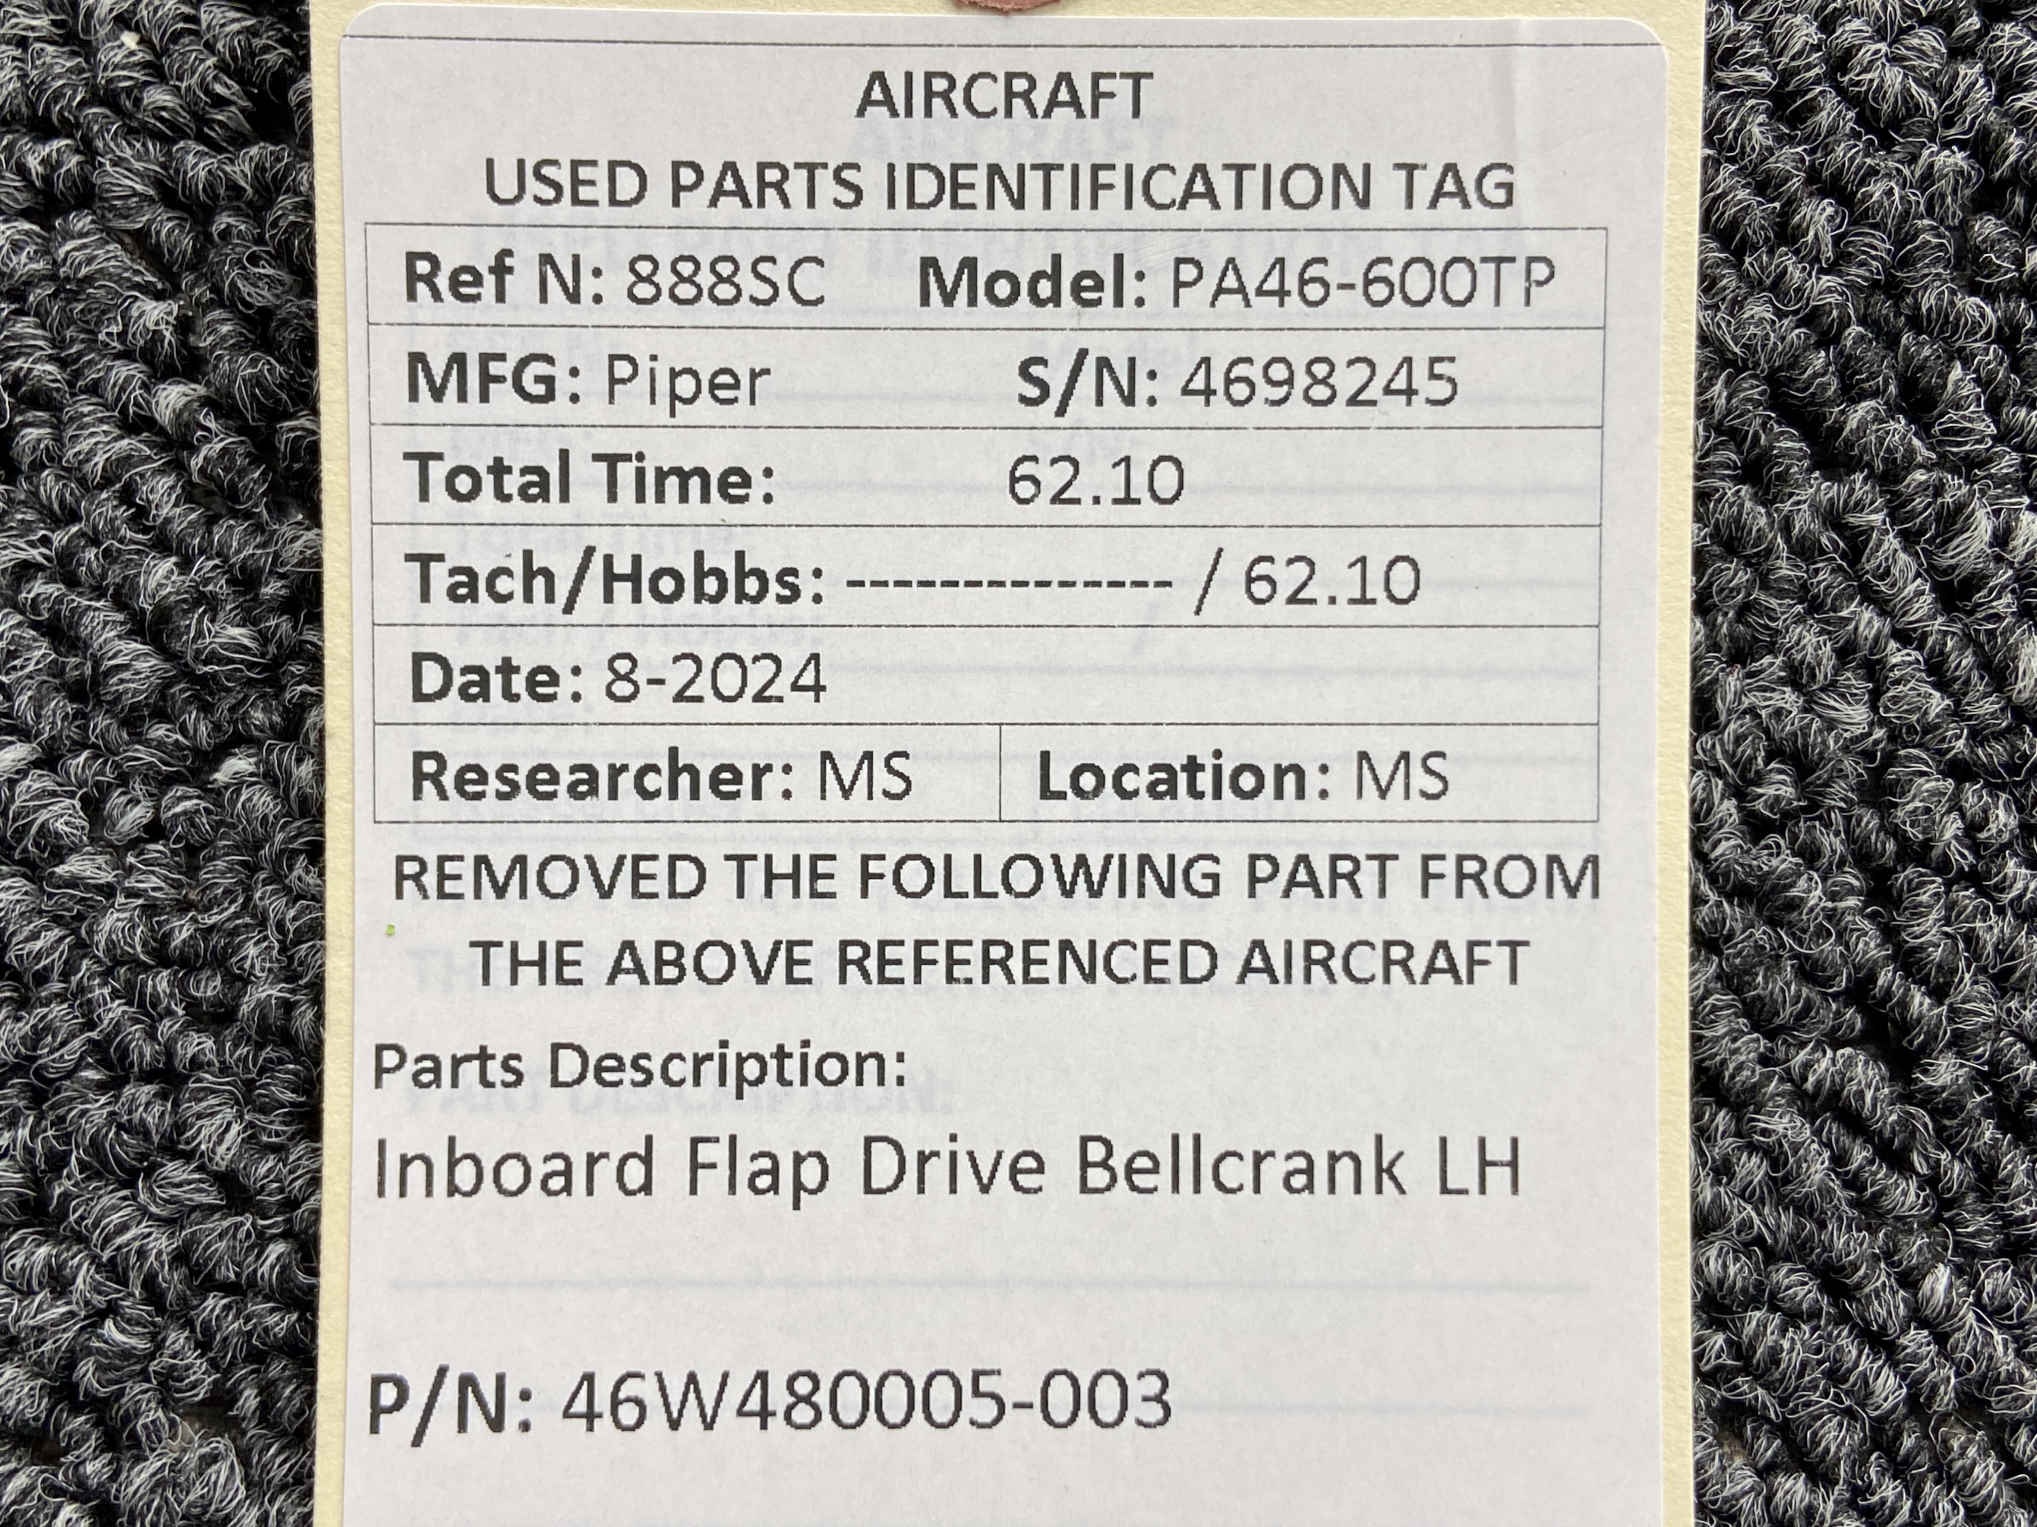 AIRCRAFT
USED PARTS IDENTIFICATION TAG
Ref N: 888SC Model: PA46-600TP
MFG: Piper S/N: 4698245
Total Time: 62.10
Tach/Hobbs: -------------- / 62.10
Date: 8-2024
Researcher: MS Location: MS
REMOVED THE FOLLOWING PART FROM
THE ABOVE REFERENCED AIRCRAFT
Parts Description:
Inboard Flap Drive Bellcrank LH
P/N: 46W480005-003